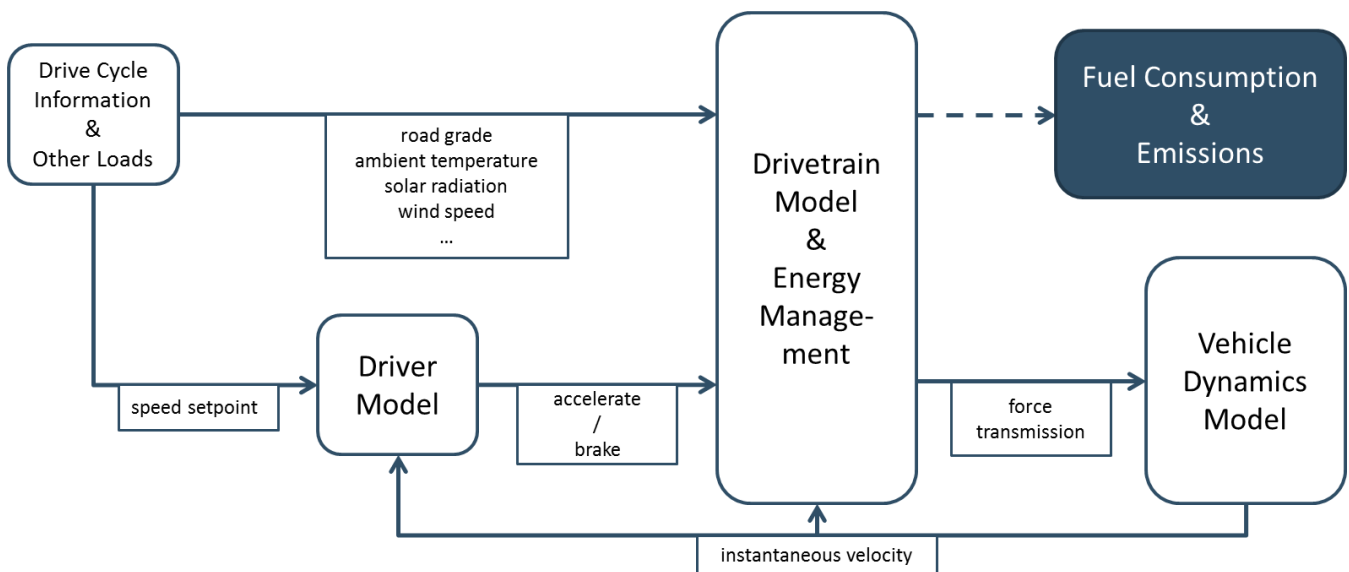 Drive Cycle
Information
&
Other Loads
road grade
ambient temperature
solar radiation
wind speed
...
Drivetrain
Model
&
Energy
Manage-
ment
Fuel Consumption
&
Emissions
speed setpoint
Driver
Model
accelerate
/
brake
force
transmission
Vehicle
Dynamics
Model
instantaneous velocity